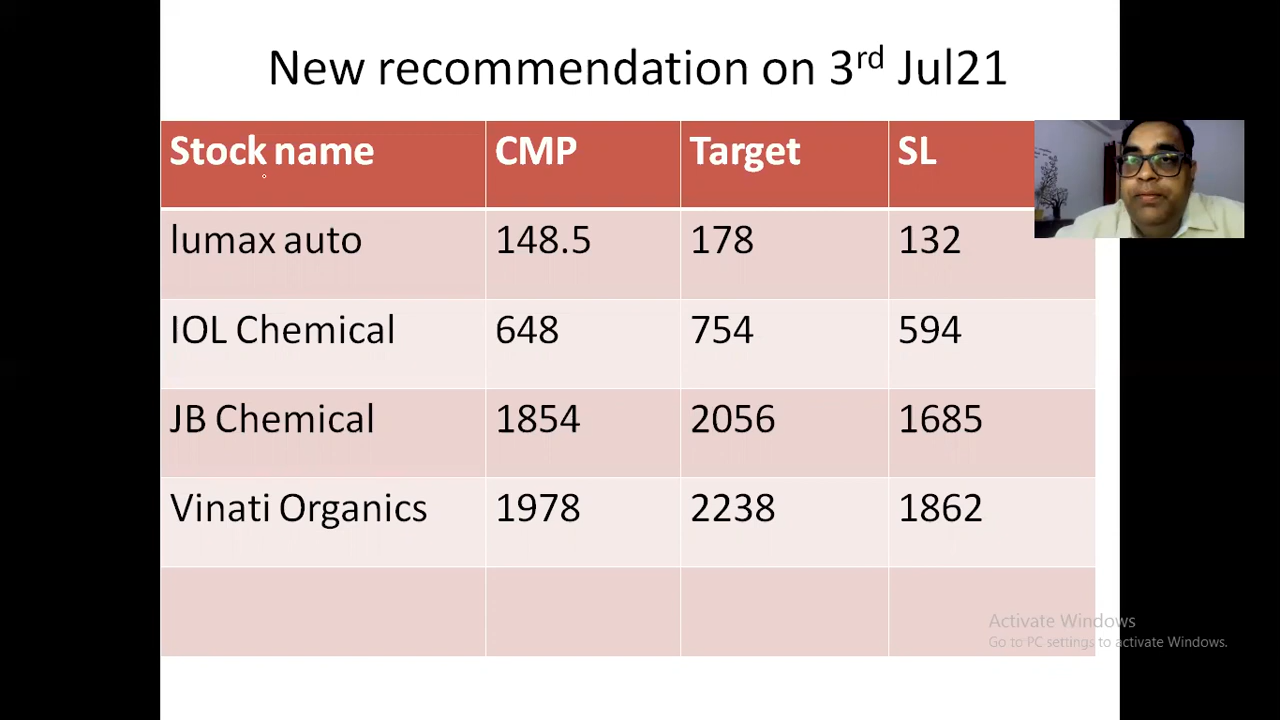 New recommendation on 3rd Jul21
Stock name CMP Target SL
lumax auto 148.5 178 132
IOL Chemical 648 754 594
JB Chemical 1854 2056 1685
Vinati Organics 1978 2238 1862
Activate Windows
Go to PC settings to activate Windows.